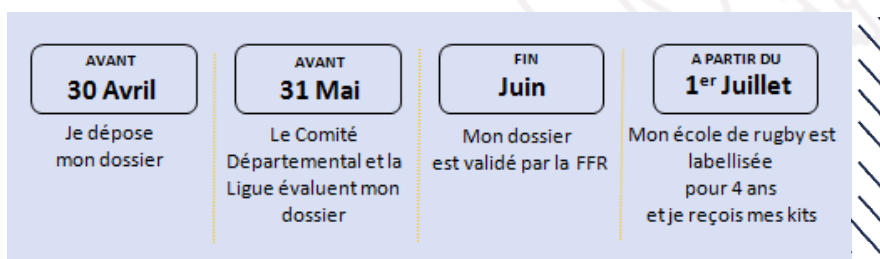 AVANT
30 Avril
Je dépose
mon dossier
AVANT
31 Mai
Le Comité
Départemental et la
Ligue évaluent mon
dossier
FIN
Juin
Mon dossier
est validé par la FFR
A PARTIR DU
1er Juillet
Mon école de rugby est
labellisée
pour 4 ans
et je reçois mes kits